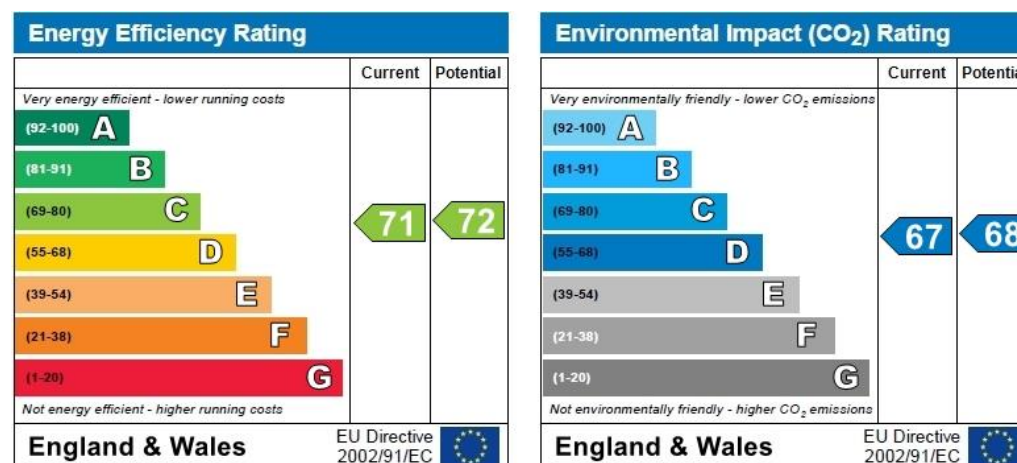 Energy Efficiency Rating
Current Potential
Very energy efficient - lower running costs
(92-100) A
(81-91) B
(69-80) C
71 72
(55-68) D
(39-54) E
(21-38) F
(1-20) G
Not energy efficient - higher running costs
England & Wales
EU Directive
2002/91/EC
Environmental Impact (CO₂) Rating
Current Potentia
Very environmentally friendly - lower CO₂ emissions
(92-100) A
(81-91) B
(69-80) C
(55-68) D
67 68
(39-54) E
(21-38) F
(1-20) G
Not environmentally friendly - higher CO₂ emissions
England & Wales
EU Directive
2002/91/EC